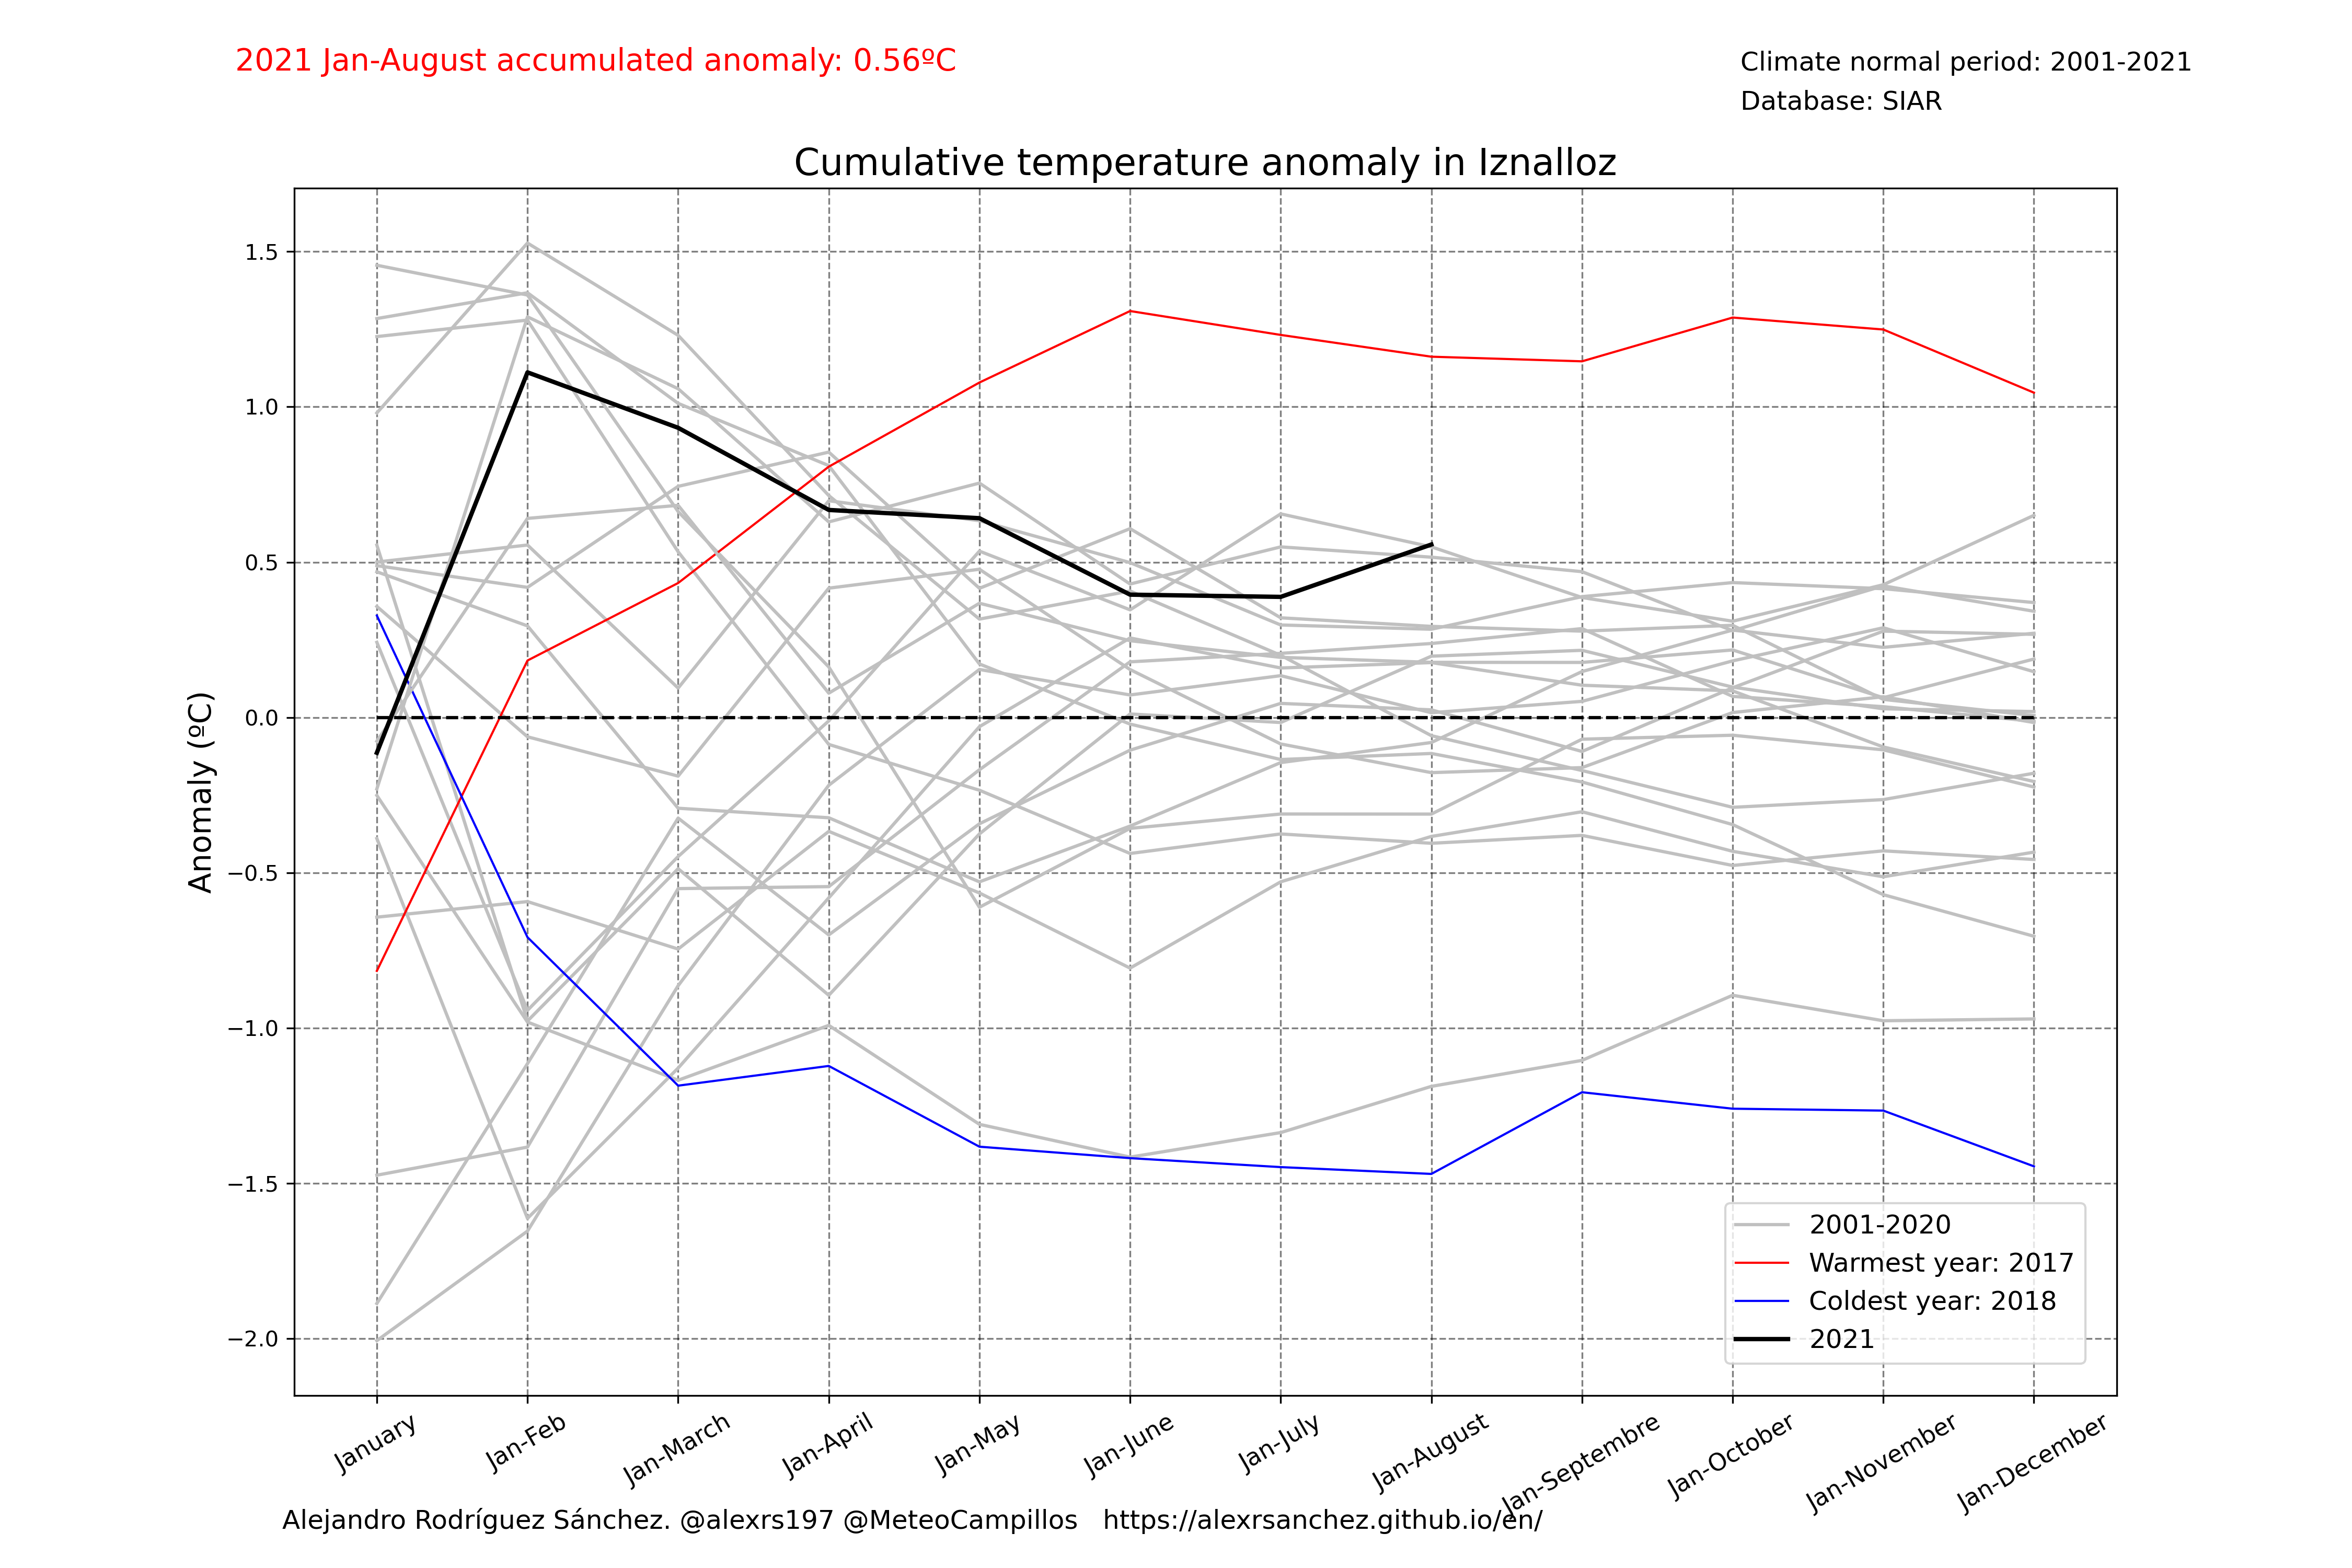 2021 Jan-August accumulated anomaly: 0.56ºC
Climate normal period: 2001-2021
Database: SIAR
Cumulative temperature anomaly in Iznalloz
Anomaly (ºC)
1.5
1.0
0.5
0.0
−0.5
−1.0
−1.5
−2.0
2001-2020
Warmest year: 2017
Coldest year: 2018
2021
January
Jan-Feb
Jan-March
Jan-April
Jan-May
Jan-June
Jan-July
Jan-August
Jan-Septembre
Jan-October
Jan-November
Jan-December
Alejandro Rodríguez Sánchez. @alexrs197 @MeteoCampillos https://alexrsanchez.github.io/en/